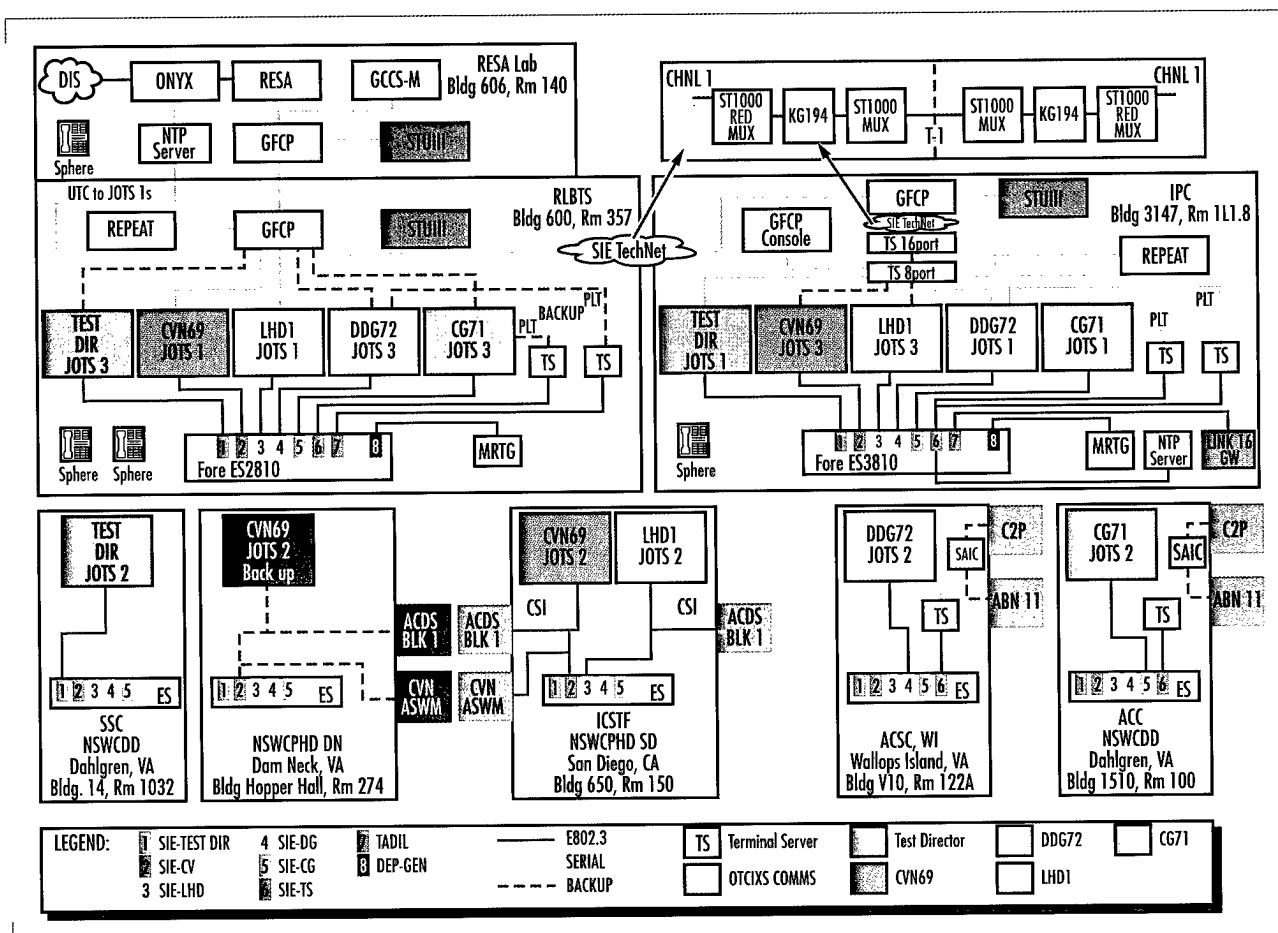 RESA Lab
Bldg 606, Rm 140
DIS
ONYX
RESA
GCCS-M
Sphere
NTP
Server
GFCP
STUIII
CHNL 1
CHNL 1
ST1000
RED
MUX
KG194
ST1000
MUX
T-1
ST1000
MUX
KG194
ST1000
RED
MUX
UTC to JOTS 1s
RLBTS
Bldg 600, Rm 357
REPEAT
GFCP
STUIII
SIE TechNet
TEST
DIR
JOTS 3
CVN69
JOTS 1
LHD1
JOTS 1
DDG72
JOTS 3
CG71
JOTS 3
PLT
BACKUP
PLT
TS
TS
Sphere
Sphere
1 2 3 4 5 6 7 8
Fore ES2810
MRTG
IPC
Bldg 3147, Rm 1L1.8
GFCP
Console
GFCP
SIE TechNet
TS 16port
TS 8port
STUIII
REPEAT
TEST
DIR
JOTS 1
CVN69
JOTS 3
LHD1
JOTS 3
DDG72
JOTS 1
CG71
JOTS 1
PLT
PLT
TS
TS
Sphere
1 2 3 4 5 6 7 8
Fore ES3810
MRTG
NTP
Server
LINK 16
GW
TEST
DIR
JOTS 2
1 2 3 4 5 ES
SSC
NSWCDD
Dahlgren, VA
Bldg. 14, Rm 1032
CVN69
JOTS 2
Back up
ACDS
BLK 1
CVN
ASWM
1 2 3 4 5 ES
NSWCPHD DN
Dam Neck, VA
Bldg Hopper Hall, Rm 274
ACDS
BLK 1
CVN
ASWM
CVN69
JOTS 2
LHD1
JOTS 2
CSI
CSI
ACDS
BLK 1
1 2 3 4 5 ES
ICSTF
NSWCPHD SD
San Diego, CA
Bldg 650, Rm 150
DDG72
JOTS 2
SAIC
C2P
ABN 11
TS
1 2 3 4 5 6 ES
ACSC, WI
Wallops Island, VA
Bldg V10, Rm 122A
CG71
JOTS 2
SAIC
C2P
ABN 11
TS
1 2 3 4 5 6 ES
ACC
NSWCDD
Dahlgren, VA
Bldg 1510, Rm 100
LEGEND:
1 SIE-TEST DIR
2 SIE-CV
3 SIE-LHD
4 SIE-DG
5 SIE-CG
6 SIE-TS
7 TADIL
8 DEP-GEN
E802.3
SERIAL
BACKUP
TS Terminal Server
OTCIXS COMMS
Test Director
CVN69
DDG72
LHD1
CG71